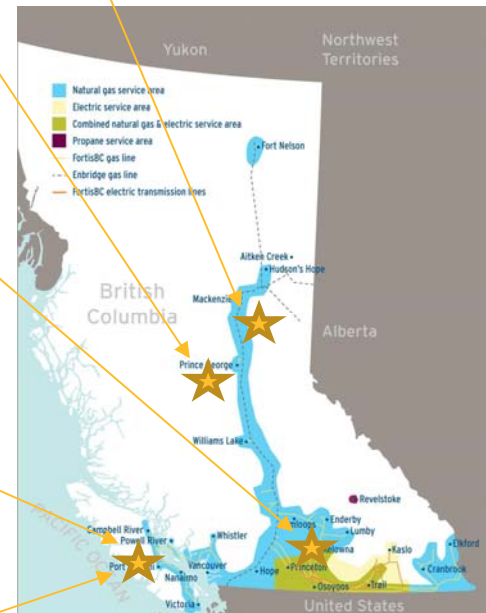 Yukon
Northwest
Territories
Natural gas service area
Electric service area
Combined natural gas & electric service area
Propane service area
FortisBC gas line
Enbridge gas line
FortisBC electric transmission lines
Fort Nelson
Aitken Creek
Hudson's Hope
British
Columbia
Mackenzie
Alberta
Prince George
Williams Lake
Revelstoke
Campbell River
Powell River
Whistler
Enderby
Lumby
Elkford
Port
Vancouver
Kaslo
Nanaimo
Hope
Princeton
Cranbrook
Osoyoos
Trail
Victoria
United States